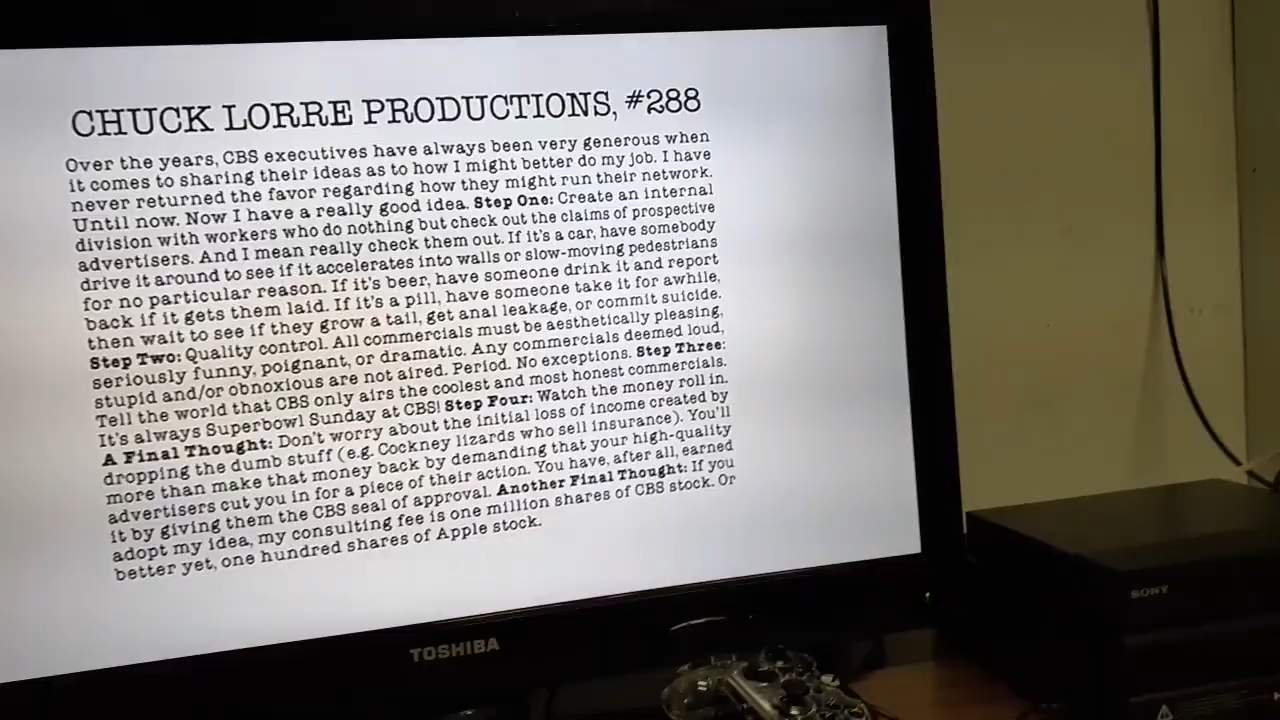 CHUCK LORRE PRODUCTIONS, #288
Over the years, CBS executives have always been very generous when
it comes to sharing their ideas as to how I might better do my job. I have
never returned the favor regarding how they might run their network.
Until now. Now I have a really good idea. Step One: Create an internal
division with workers who do nothing but check out the claims of prospective
advertisers. And I mean really check them out. If it's a car, have somebody
drive it around to see if it accelerates into walls or slow-moving pedestrians
for no particular reason. If it's beer, have someone drink it and report
back if it gets them laid. If it's a pill, have someone take it for awhile,
then wait to see if they grow a tail, get anal leakage, or commit suicide.
Step Two: Quality control. All commercials must be aesthetically pleasing,
seriously funny, poignant, or dramatic. Any commercials deemed loud,
stupid and/or obnoxious are not aired. Period. No exceptions. Step Three:
Tell the world that CBS only airs the coolest and most honest commercials.
It's always Superbowl Sunday at CBS! Step Four: Watch the money roll in.
A Final Thought: Don't worry about the initial loss of income created by
dropping the dumb stuff (e.g. Cockney lizards who sell insurance). You'll
more than make that money back by demanding that your high-quality
advertisers cut you in for a piece of their action. You have, after all, earned
it by giving them the CBS seal of approval. Another Final Thought: If you
adopt my idea, my consulting fee is one million shares of CBS stock. Or
better yet, one hundred shares of Apple stock.
TOSHIBA
SONY